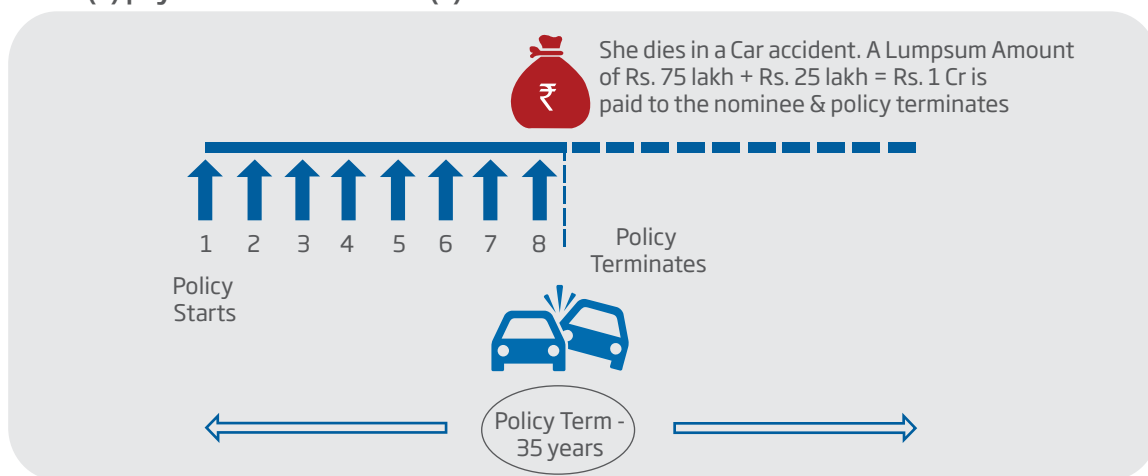 She dies in a Car accident. A Lumpsum Amount
of Rs. 75 lakh + Rs. 25 lakh = Rs. 1 Cr is
paid to the nominee & policy terminates
₹
1 2 3 4 5 6 7 8
Policy
Starts
Policy
Terminates
Policy Term -
35 years